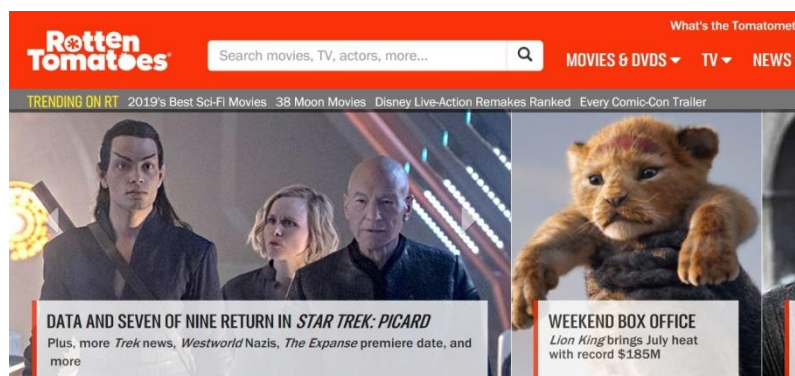 What's the Tomatomet
Rotten
Tomatoes
Search movies, TV, actors, more...
MOVIES & DVDS TV NEWS
TRENDING ON RT 2019's Best Sci-Fi Movies 38 Moon Movies Disney Live-Action Remakes Ranked Every Comic-Con Trailer
DATA AND SEVEN OF NINE RETURN IN STAR TREK: PICARD
Plus, more Trek news, Westworld Nazis, The Expanse premiere date, and
more
WEEKEND BOX OFFICE
Lion King brings July heat
with record $185M